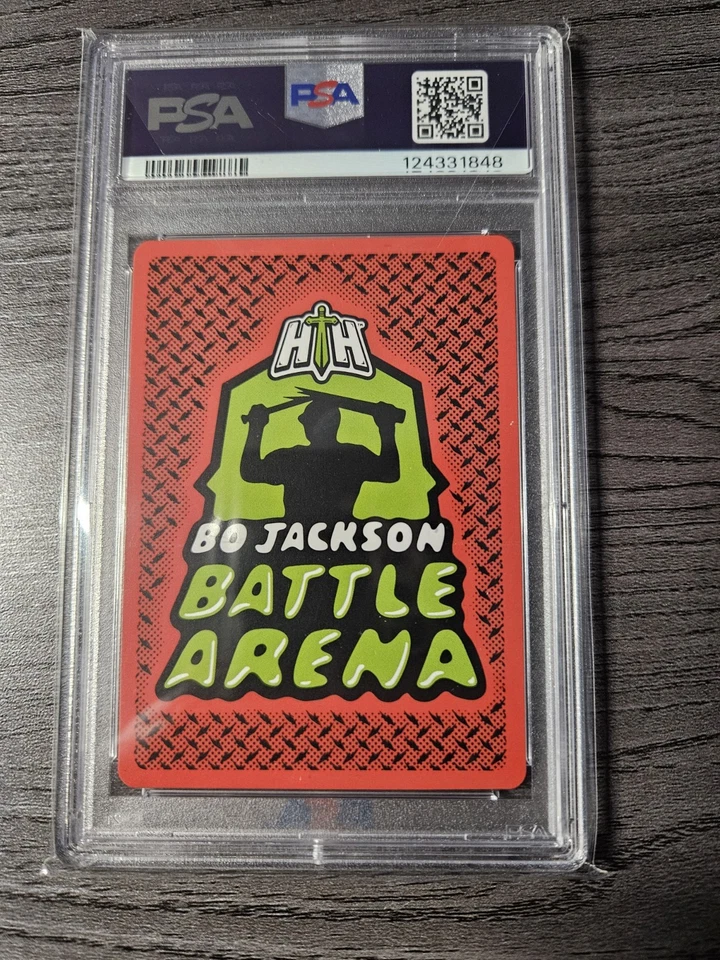 PSA
PSA
124331848
HTH
BO JACKSON
BATTLE
ARENA